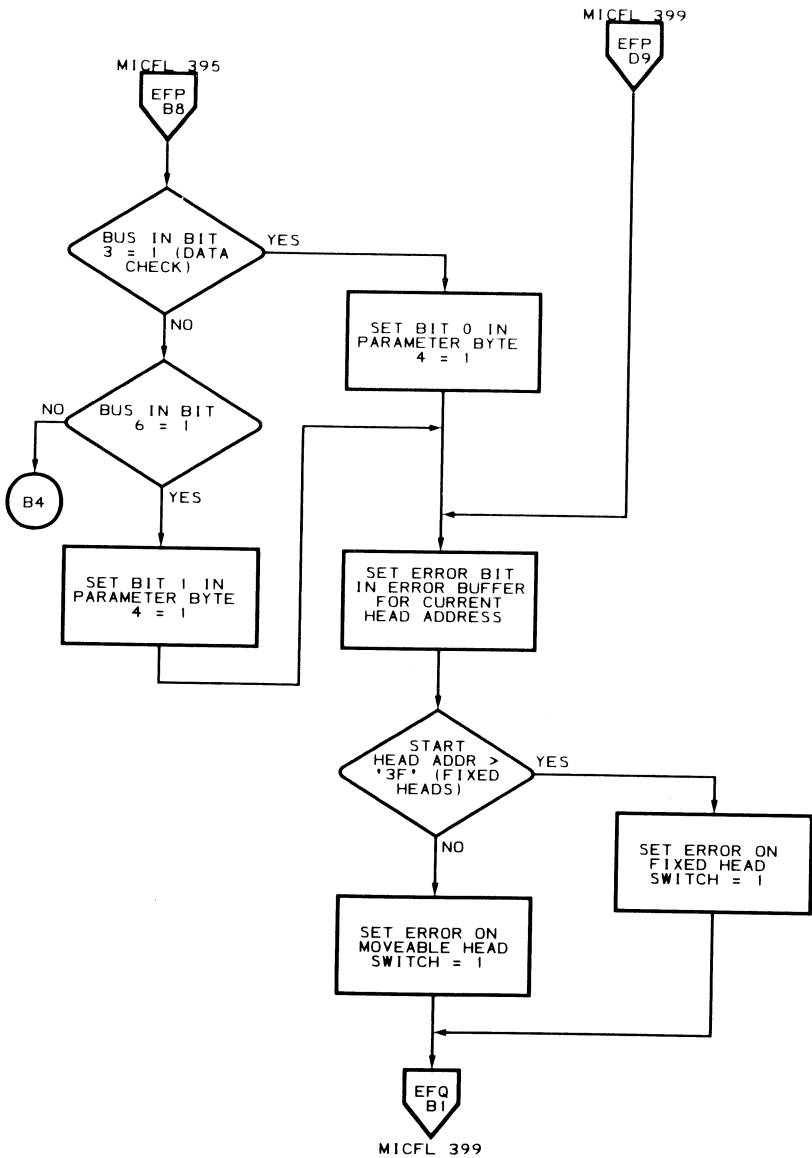 MICFL 399
EFP
D9
MICFL 395
EFP
B8
BUS IN BIT
3 = 1 (DATA
CHECK)
YES
NO
SET BIT 0 IN
PARAMETER BYTE
4 = 1
BUS IN BIT
6 = 1
NO
YES
B4
SET BIT 1 IN
PARAMETER BYTE
4 = 1
SET ERROR BIT
IN ERROR BUFFER
FOR CURRENT
HEAD ADDRESS
START
HEAD ADDR >
'3F' (FIXED
HEADS)
YES
NO
SET ERROR ON
FIXED HEAD
SWITCH = 1
SET ERROR ON
MOVEABLE HEAD
SWITCH = 1
EFQ
B1
MICFL 399